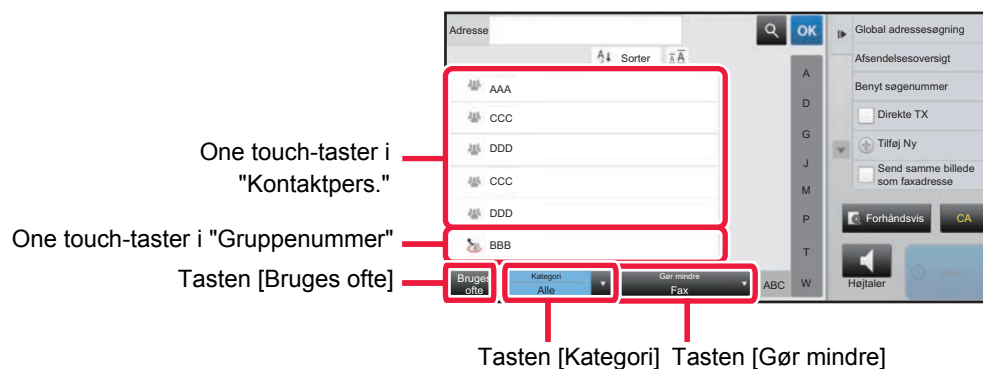 Adresse
OK
Global adressesøgning
Sorter
Afsendelsesoversigt
AAA
A
Benyt søgenummer
CCC
D
Direkte TX
DDD
G
Tilføj Ny
One touch-taster i
"Kontaktpers."
J
CCC
Send samme billede
som faxadresse
M
DDD
P
Forhåndsvis
CA
One touch-taster i "Gruppenummer"
BBB
T
Tasten [Bruges ofte]
Bruges
ofte
Kategori
Alle
Gør mindre
Fax
ABC
W
Højtaler
Start
Tasten [Kategori]
Tasten [Gør mindre]